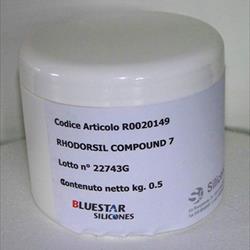 Codice Articolo R0020149
RHODORSIL COMPOUND 7
Lotto n° 22743G
Contenuto netto kg. 0.5
BLUESTAR
SILICONES